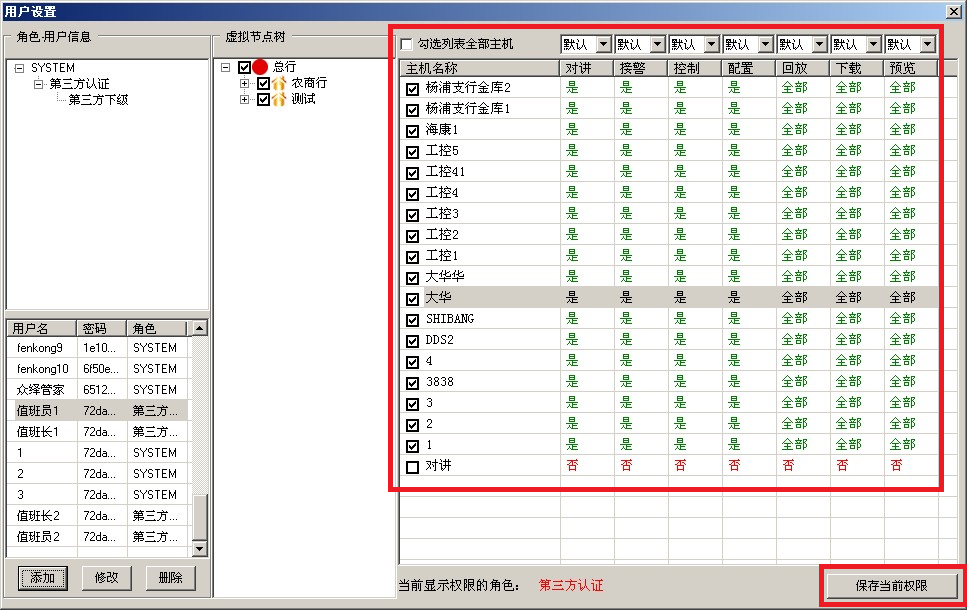 用户设置
角色-用户信息
SYSTEM
第三方认证
第三方下级
用户名 密码 角色
fenkong9 1e10... SYSTEM
fenkong10 6f50e... SYSTEM
众绎管家 6512... SYSTEM
值班员1 72da... 第三方...
值班长1 72da... 第三方...
1 72da... SYSTEM
2 72da... SYSTEM
3 72da... SYSTEM
值班长2 72da... 第三方...
值班员2 72da... 第三方...
添加 修改 删除
虚拟节点树
总行
农商行
测试
勾选列表全部主机 默认 默认 默认 默认 默认 默认 默认
主机名称 对讲 接警 控制 配置 回放 下载 预览
杨浦支行金库2 是 是 是 是 全部 全部 全部
杨浦支行金库1 是 是 是 是 全部 全部 全部
海康1 是 是 是 是 全部 全部 全部
工控5 是 是 是 是 全部 全部 全部
工控41 是 是 是 是 全部 全部 全部
工控4 是 是 是 是 全部 全部 全部
工控3 是 是 是 是 全部 全部 全部
工控2 是 是 是 是 全部 全部 全部
工控1 是 是 是 是 全部 全部 全部
大华华 是 是 是 是 全部 全部 全部
大华 是 是 是 是 全部 全部 全部
SHIBANG 是 是 是 是 全部 全部 全部
DDS2 是 是 是 是 全部 全部 全部
4 是 是 是 是 全部 全部 全部
3838 是 是 是 是 全部 全部 全部
3 是 是 是 是 全部 全部 全部
2 是 是 是 是 全部 全部 全部
1 是 是 是 是 全部 全部 全部
对讲 否 否 否 否 否 否 否
当前显示权限的角色： 第三方认证
保存当前权限